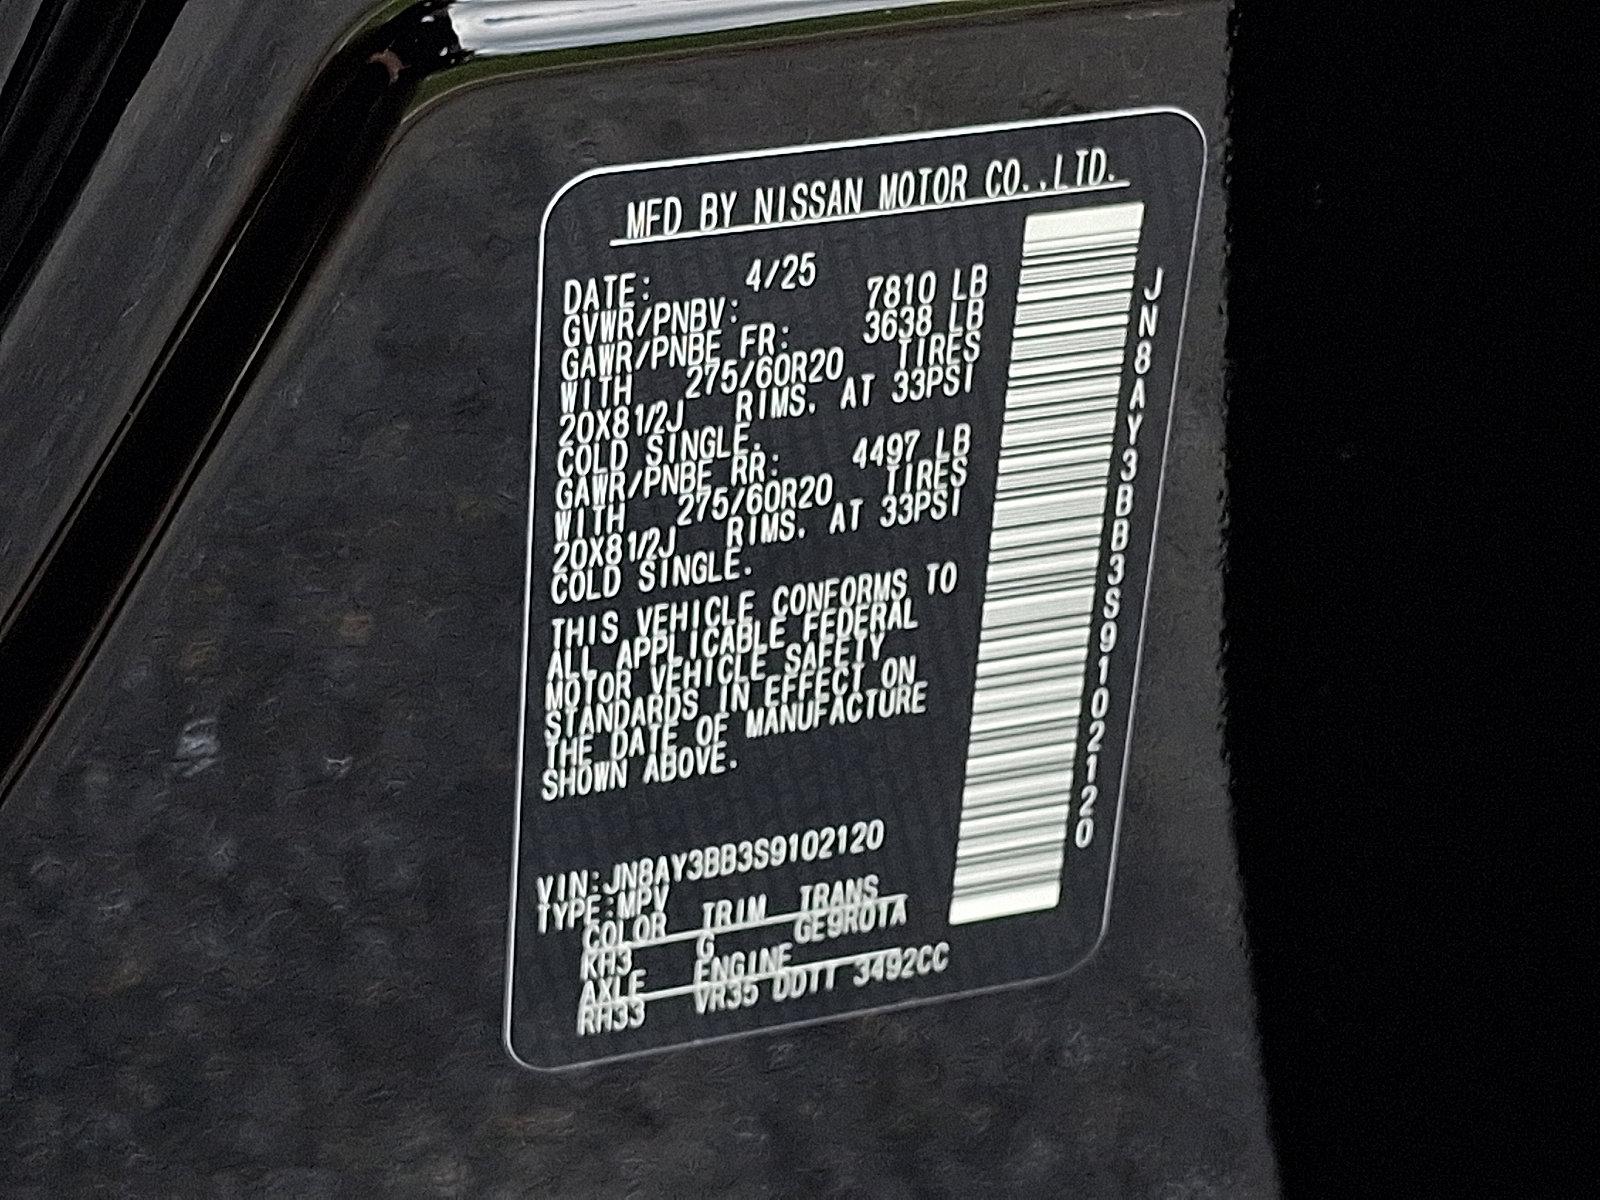 MFD BY NISSAN MOTOR CO.,LTD.
DATE: 4/25
GVWR/PNBV: 7810 LB
GAWR/PNBE FR: 3638 LB
WITH 275/60R20 TIRES
20X81/2J RIMS, AT 33PSI
COLD SINGLE.
GAWR/PNBE RR: 4497 LB
WITH 275/60R20 TIRES
20X81/2J RIMS, AT 33PSI
COLD SINGLE.
THIS VEHICLE CONFORMS TO
ALL APPLICABLE FEDERAL
MOTOR VEHICLE SAFETY
STANDARDS IN EFFECT ON
THE DATE OF MANUFACTURE
SHOWN ABOVE.
VIN:JN8AY3BB3S9102120
TYPE:MPV
COLOR TRIM TRANS
KH3 G GE9R01A
AXLE ENGINE
RH33 VR35 DDTT 3492CC
JN8AY3BB3S9102120